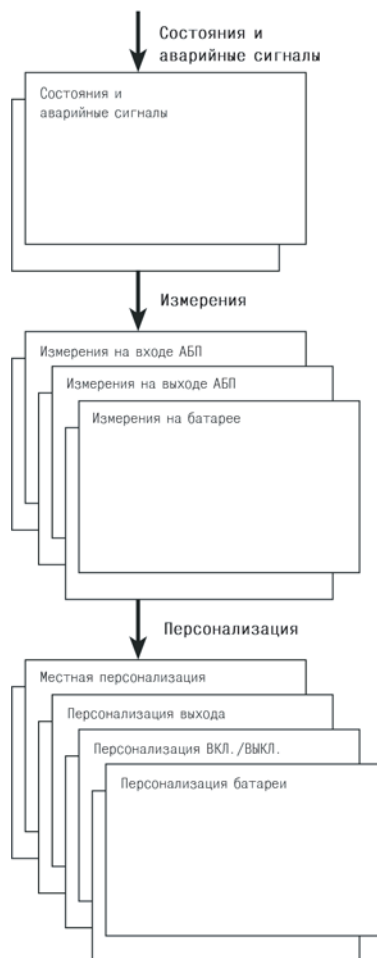 Состояния и
аварийные сигналы
Состояния и
аварийные сигналы
Измерения
Измерения на входе АБП
Измерения на выходе АБП
Измерения на батарее
Персонализация
Местная персонализация
Персонализация выхода
Персонализация ВКЛ./ВЫКЛ.
Персонализация батареи